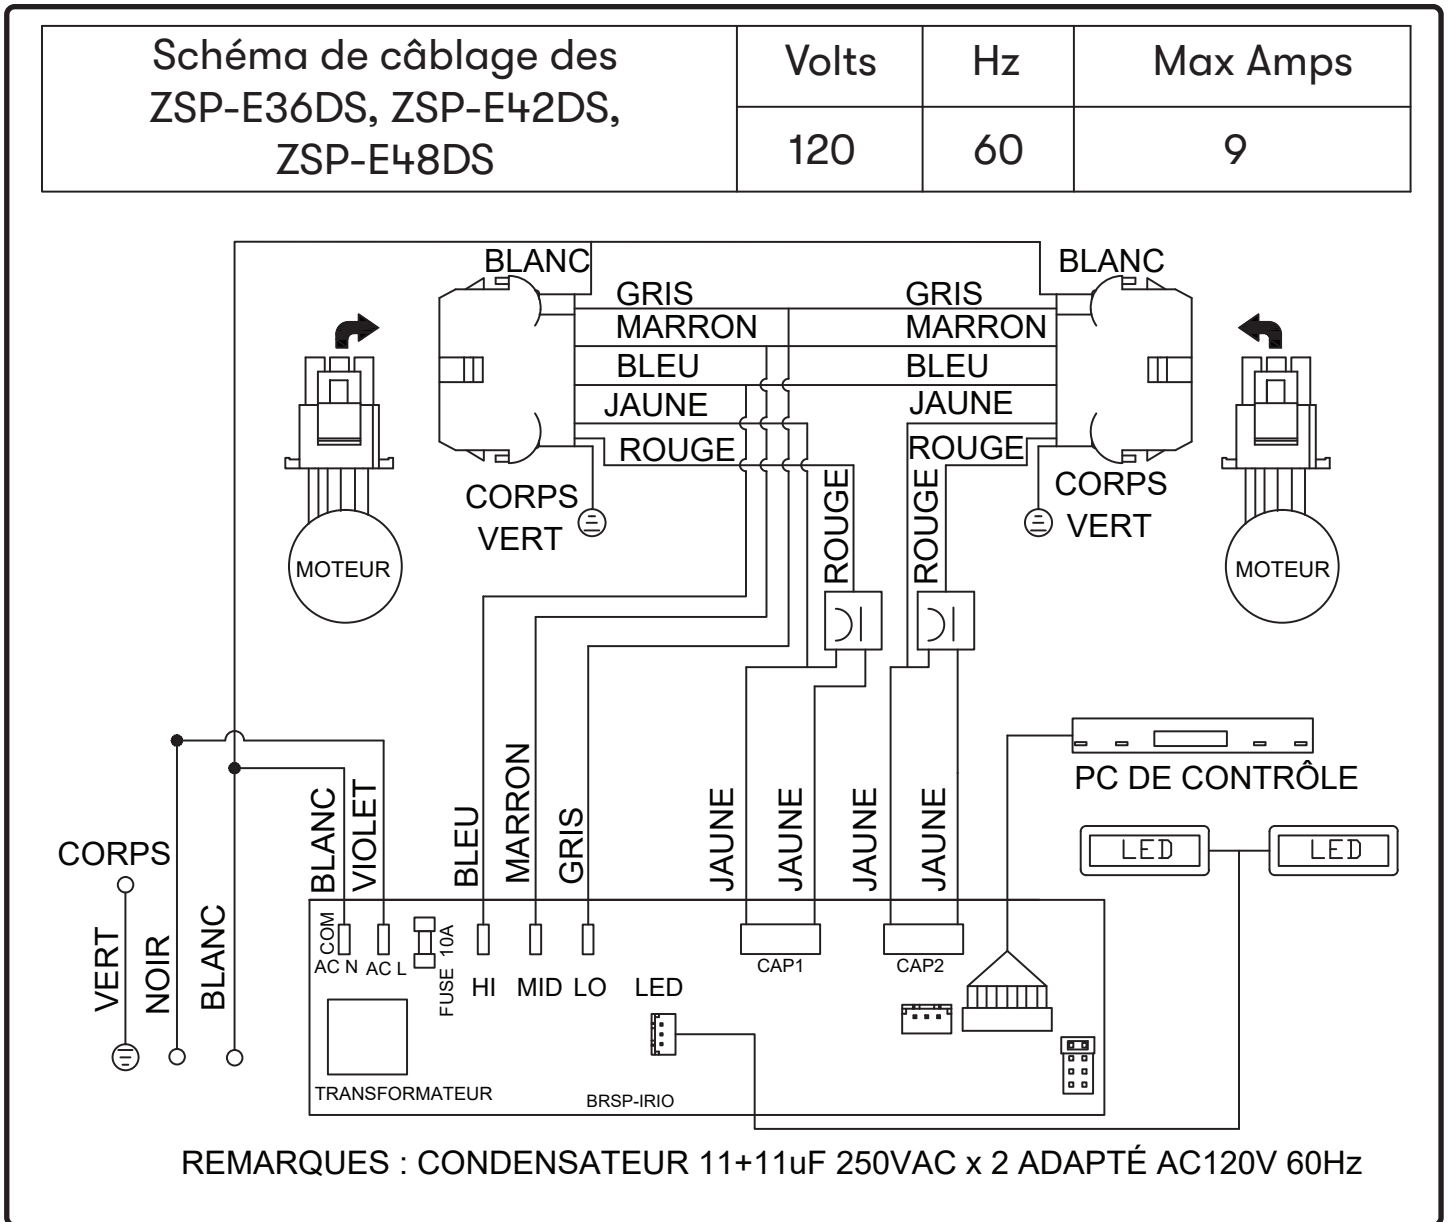 Schéma de câblage des
ZSP-E36DS, ZSP-E42DS,
ZSP-E48DS
Volts
Hz
Max Amps
120
60
9
BLANC
BLANC
GRIS
GRIS
MARRON
MARRON
BLEU
BLEU
JAUNE
JAUNE
ROUGE
ROUGE
CORPS
VERT
CORPS
VERT
ROUGE
ROUGE
MOTEUR
MOTEUR
PC DE CONTRÔLE
BLANC
VIOLET
BLEU
MARRON
GRIS
JAUNE
JAUNE
JAUNE
JAUNE
LED
LED
CORPS
VERT
NOIR
BLANC
COM
AC N
AC L
FUSE 10A
HI
MID
LO
LED
CAP1
CAP2
TRANSFORMATEUR
BRSP-IRIO
REMARQUES : CONDENSATEUR 11+11uF 250VAC x 2 ADAPTÉ AC120V 60Hz